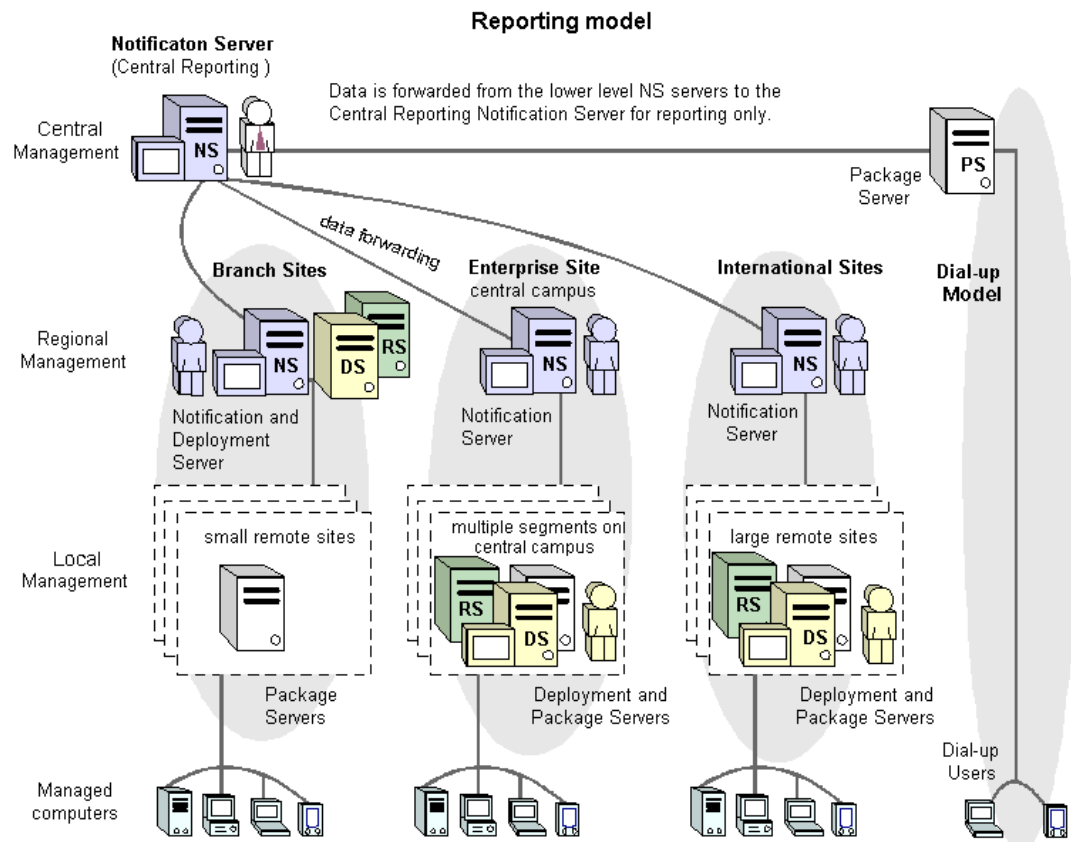 Reporting model
Notificaton Server
(Central Reporting )
Data is forwarded from the lower level NS servers to the
Central Reporting Notification Server for reporting only.
Central
Management
NS
PS
Package
Server
data forwarding
Branch Sites
Enterprise Site
central campus
International Sites
Dial-up
Model
Regional
Management
NS
DS
RS
NS
NS
Notification and
Deployment
Server
Notification
Server
Notification
Server
Local
Management
small remote sites
multiple segments on
central campus
RS
DS
large remote sites
RS
DS
Package
Servers
Deployment and
Package Servers
Deployment and
Package Servers
Managed
computers
Dial-up
Users